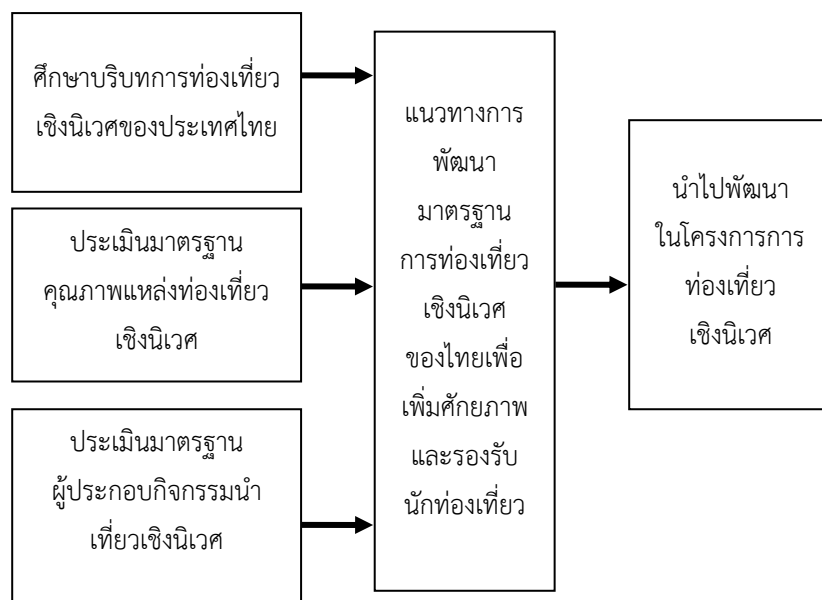 ศึกษาบริบทการท่องเที่ยว
เชิงนิเวศของประเทศไทย
ประเมินมาตรฐาน
คุณภาพแหล่งท่องเที่ยว
เชิงนิเวศ
ประเมินมาตรฐาน
ผู้ประกอบกิจกรรมนำ
เที่ยวเชิงนิเวศ
แนวทางการ
พัฒนา
มาตรฐาน
การท่องเที่ยว
เชิงนิเวศ
ของไทยเพื่อ
เพิ่มศักยภาพ
และรองรับ
นักท่องเที่ยว
นำไปพัฒนา
ในโครงการการ
ท่องเที่ยว
เชิงนิเวศ